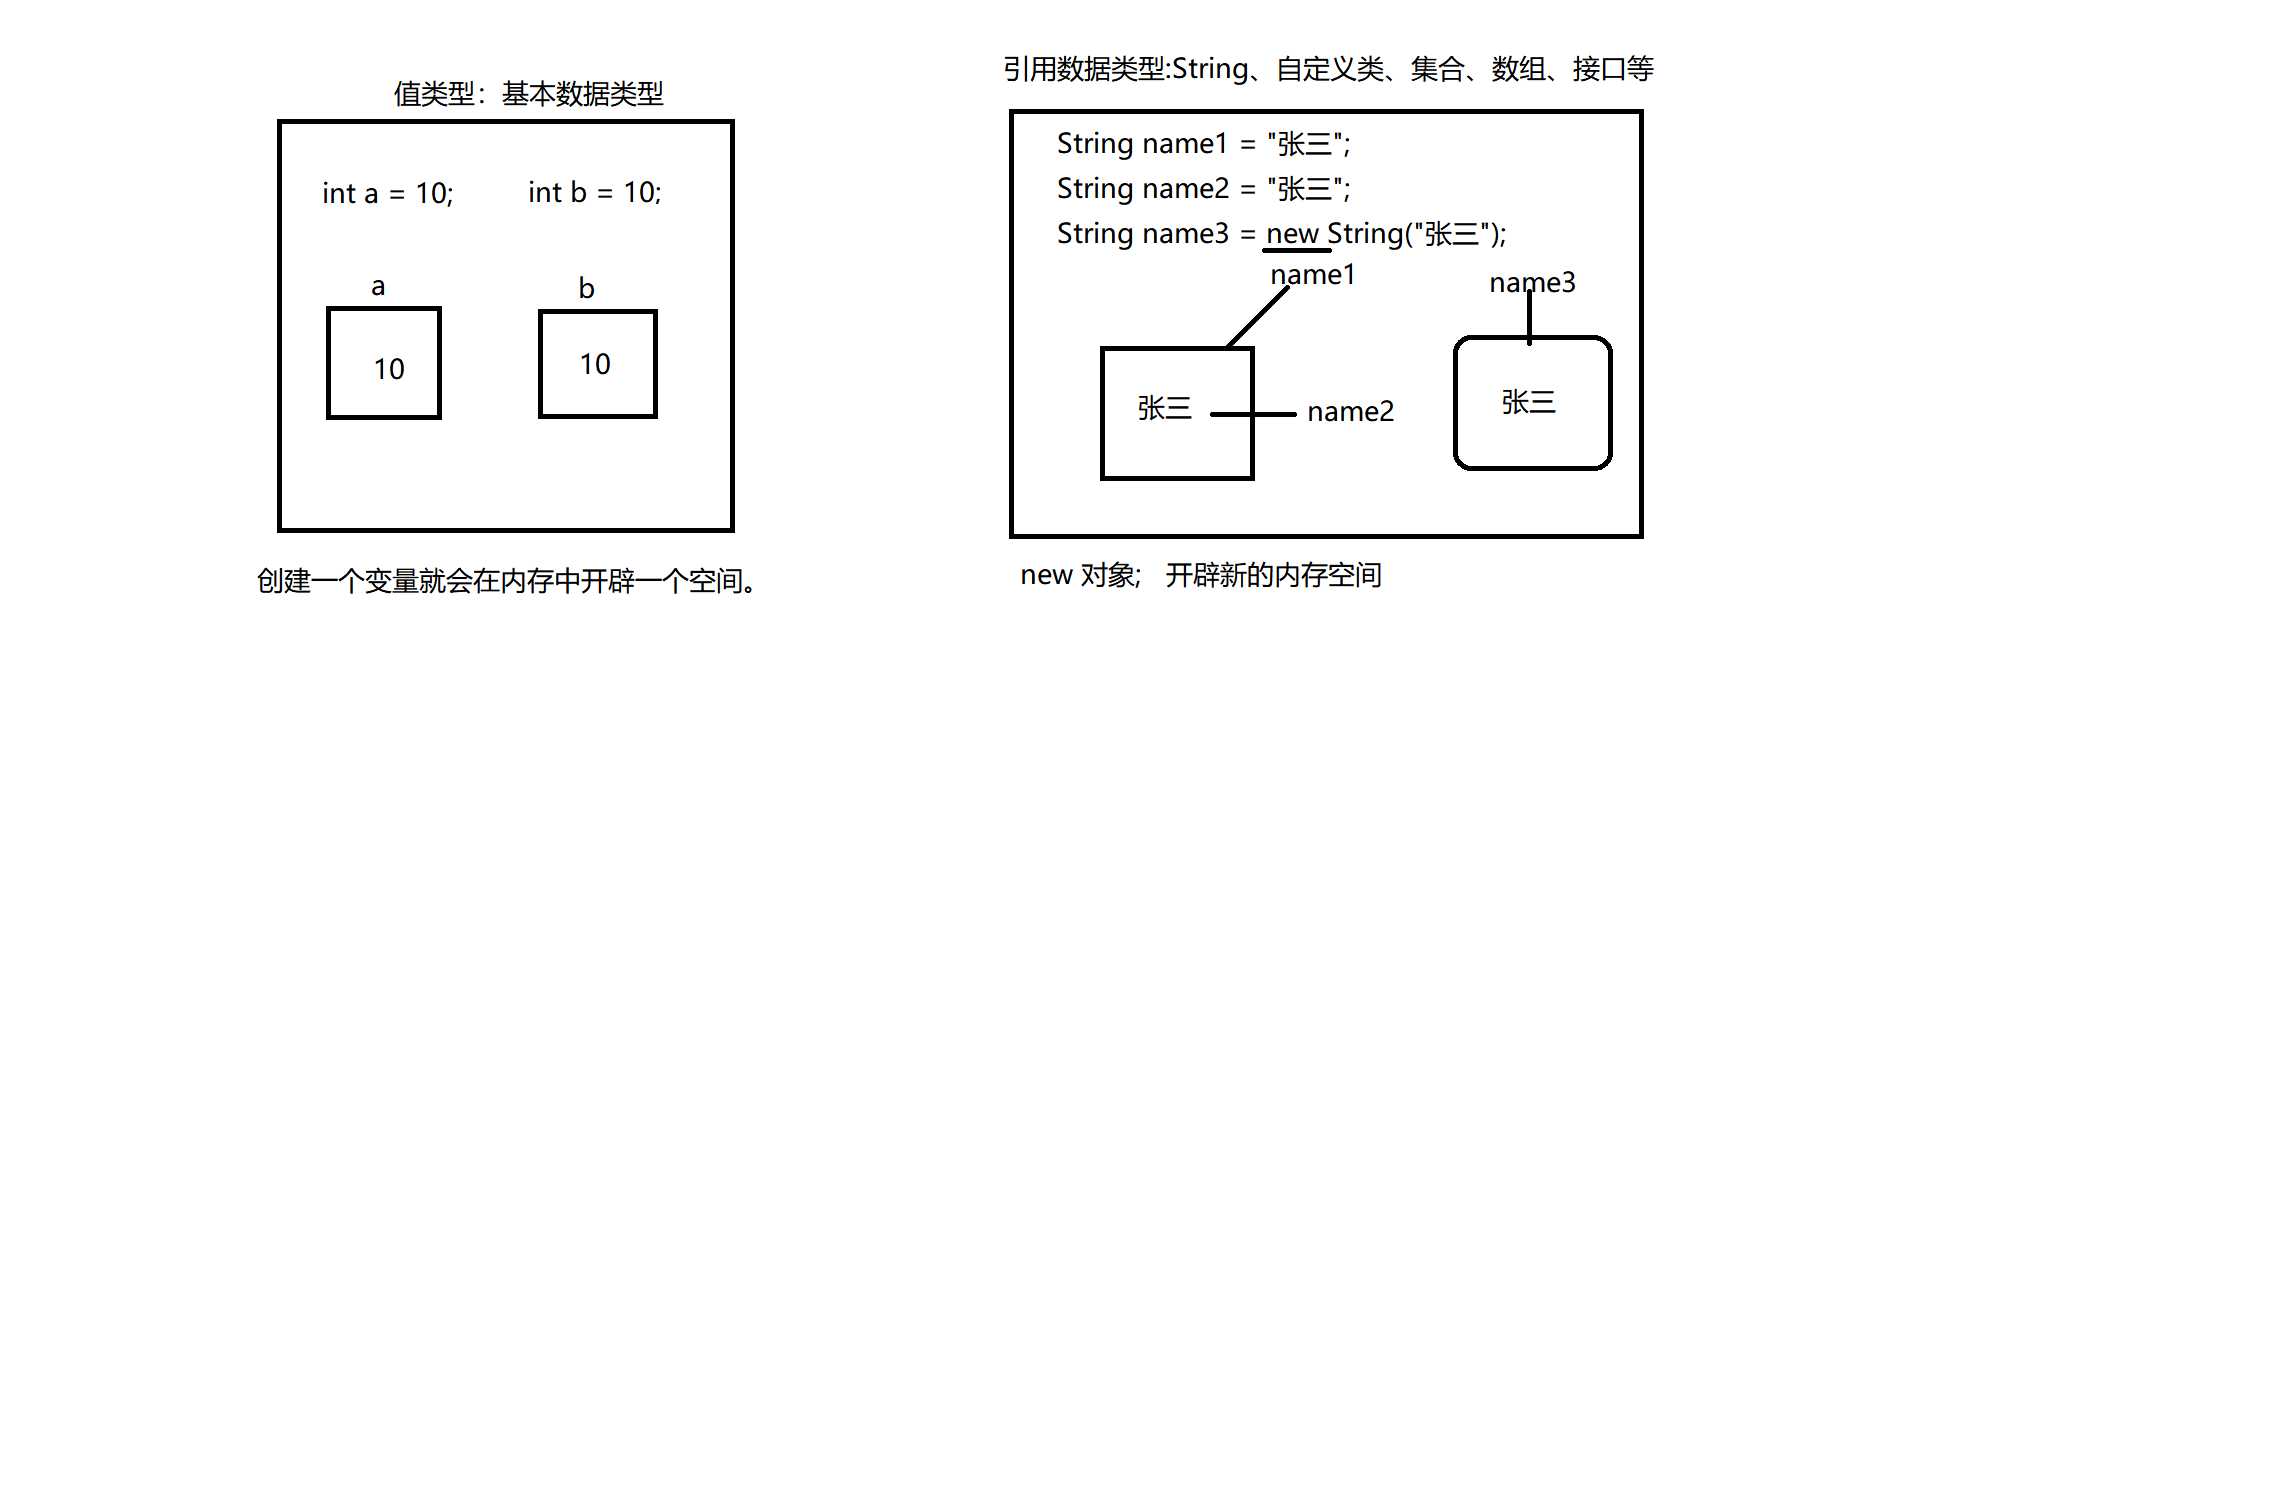 值类型：基本数据类型
int a = 10;
int b = 10;
a
b
10
10
创建一个变量就会在内存中开辟一个空间。
引用数据类型:String、自定义类、集合、数组、接口等
String name1 = "张三";
String name2 = "张三";
String name3 = new String("张三");
name1
name3
张三
name2
张三
new 对象;   开辟新的内存空间